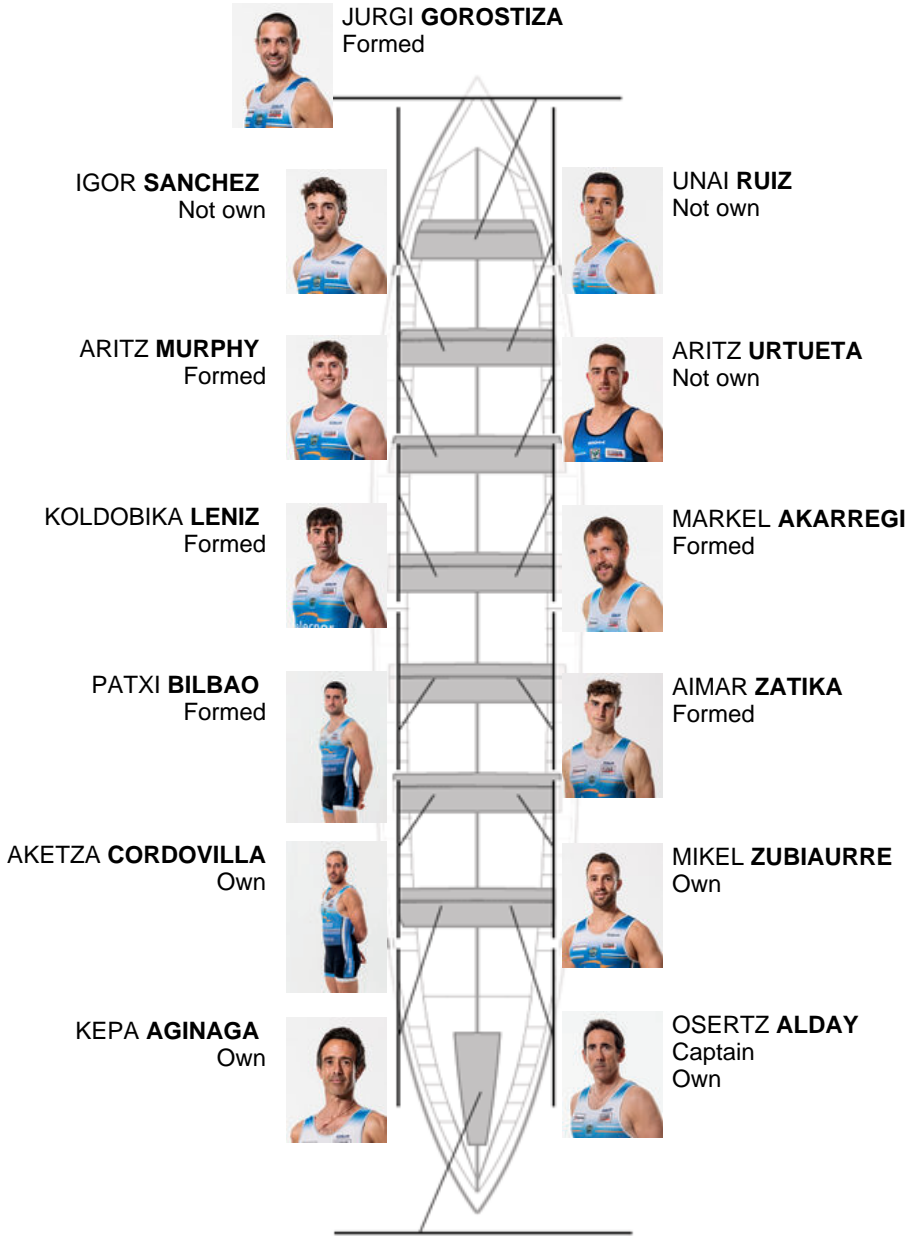 JURGI GOROSTIZA
Formed
IGOR SANCHEZ
Not own
UNAI RUIZ
Not own
ARITZ MURPHY
Formed
ARITZ URTUETA
Not own
KOLDOBIKA LENIZ
Formed
MARKEL AKARREGI
Formed
PATXI BILBAO
Formed
AIMAR ZATIKA
Formed
AKETZA CORDOVILLA
Own
MIKEL ZUBIAURRE
Own
KEPA AGINAGA
Own
OSERTZ ALDAY
Captain
Own